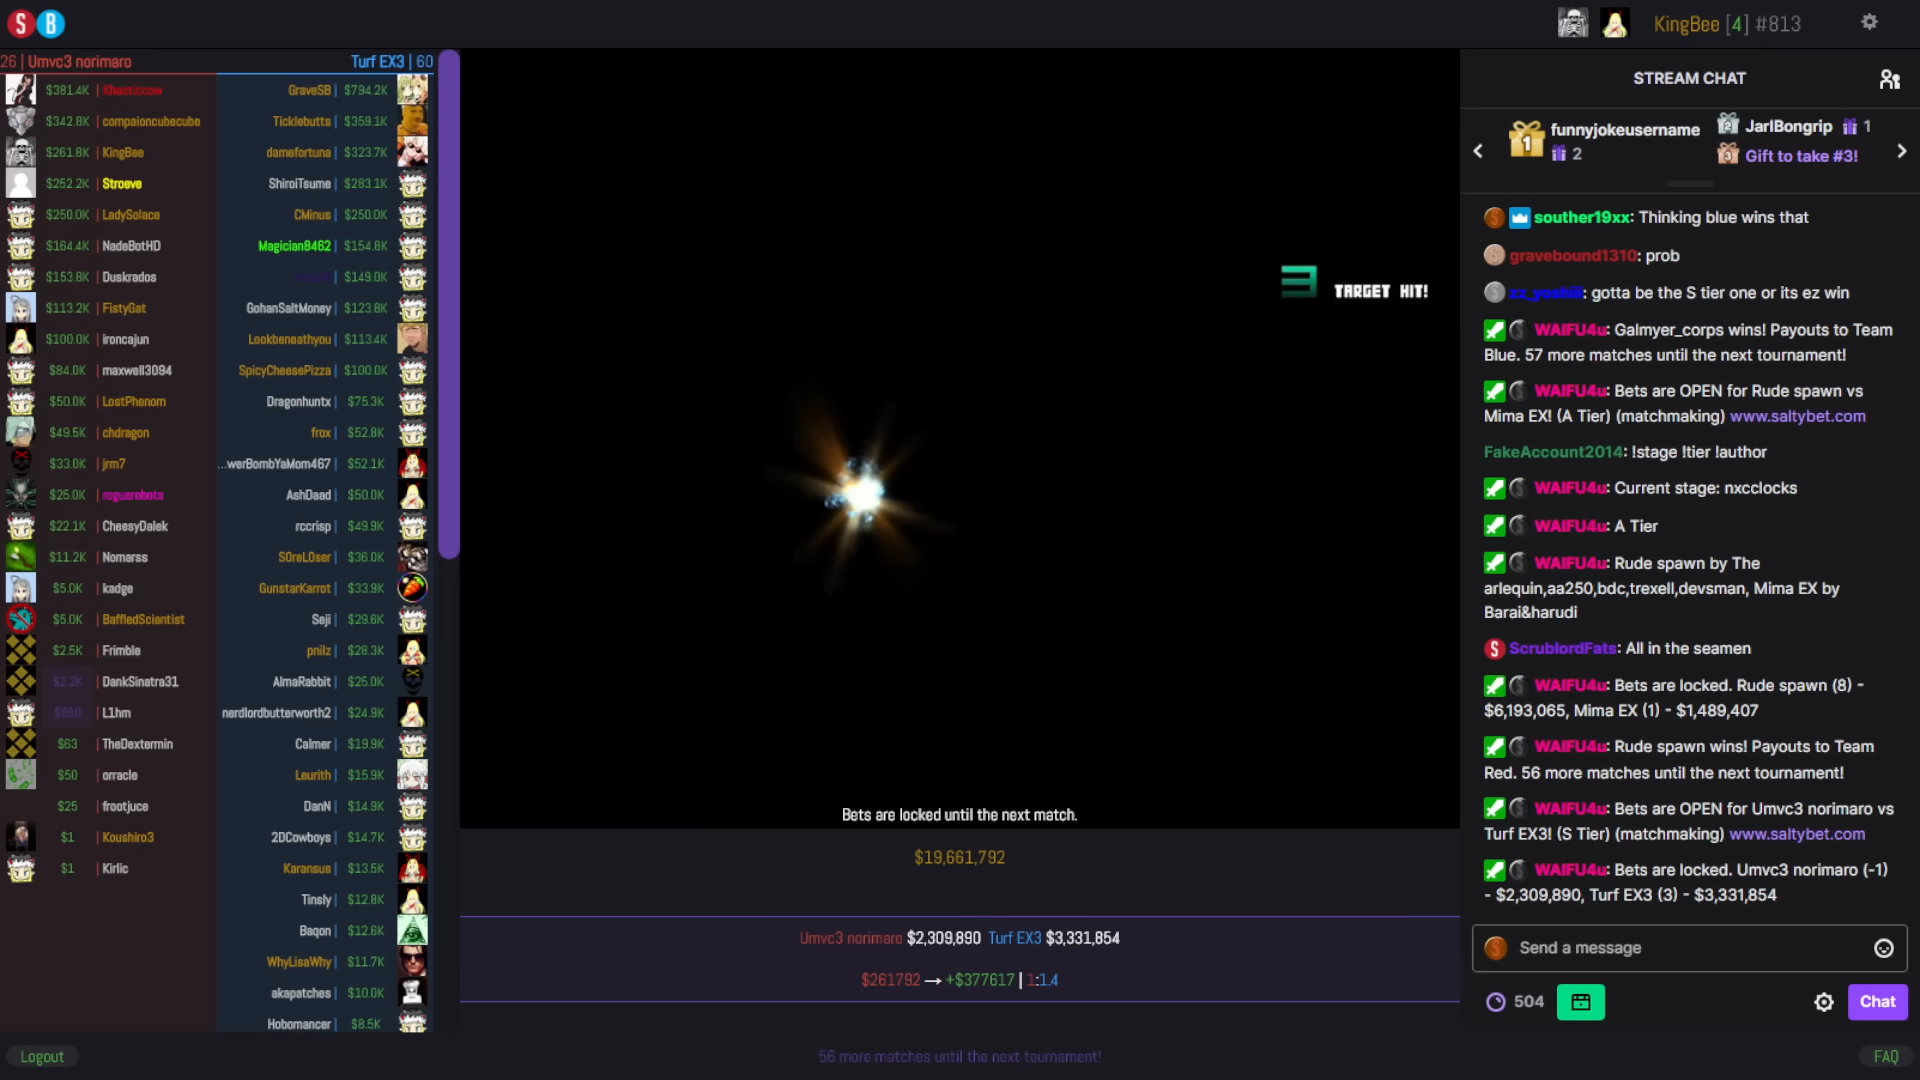 S B
KingBee [4] #813
26 | Umvc3 norimaro
Turf EX3 | 60
$381.4K | Khasticcow
$342.8K | compaioncubecube
$261.8K | KingBee
$252.2K | Stroeve
$250.0K | LadySolace
$164.4K | NadeBotHD
$153.8K | Duskrados
$113.2K | FistyGat
$100.0K | ironcajun
$84.0K | maxwell3094
$50.0K | LostPhenom
$49.5K | chdragon
$33.0K | jrm7
$25.0K | roguerobots
$22.1K | CheesyDalek
$11.2K | Nomarss
$5.0K | kadge
$5.0K | BaffledScientist
$2.5K | Frimble
$2.2K | DankSinatra31
$650 | L1hm
$63 | TheDextermin
$50 | orracle
$25 | frootjuce
$1 | Koushiro3
$1 | Kirlic
GraveSB | $794.2K
Ticklebutts | $359.1K
damefortuna | $323.7K
ShiroiTsume | $283.1K
CMinus | $250.0K
Magician8462 | $154.8K
| $149.0K
GohanSaltMoney | $123.8K
Lookbeneathyou | $113.4K
SpicyCheesePizza | $100.0K
Dragonhuntx | $75.3K
frox | $52.8K
...werBombYaMom467 | $52.1K
AshDaad | $50.0K
rccrisp | $49.9K
S0reL0ser | $36.0K
GunstarKarrot | $33.9K
Seji | $29.6K
pnilz | $28.3K
AlmaRabbit | $25.0K
nerdlordbutterworth2 | $24.9K
Calmer | $19.9K
Leurith | $15.9K
DanN | $14.9K
2DCowboys | $14.7K
Karansus | $13.5K
Tinsly | $12.8K
Baqon | $12.6K
WhyLisaWhy | $11.7K
akapatches | $10.0K
Hobomancer | $8.5K
3 TARGET HIT!
Bets are locked until the next match.
$19,661,792
Umvc3 norimaro $2,309,890 Turf EX3 $3,331,854
$261792 → +$377617 | 1:1.4
56 more matches until the next tournament!
Logout
FAQ
STREAM CHAT
1 funnyjokeusername
2
2 JarlBongrip 1
3 Gift to take #3!
souther19xx: Thinking blue wins that
gravebound1310: prob
zz_yoshiii: gotta be the S tier one or its ez win
WAIFU4u: Galmyer_corps wins! Payouts to Team
Blue. 57 more matches until the next tournament!
WAIFU4u: Bets are OPEN for Rude spawn vs
Mima EX! (A Tier) (matchmaking) www.saltybet.com
FakeAccount2014: !stage !tier !author
WAIFU4u: Current stage: nxcclocks
WAIFU4u: A Tier
WAIFU4u: Rude spawn by The
arlequin,aa250,bdc,trexell,devsman, Mima EX by
Barai&harudi
ScrublordFats: All in the seamen
WAIFU4u: Bets are locked. Rude spawn (8) -
$6,193,065, Mima EX (1) - $1,489,407
WAIFU4u: Rude spawn wins! Payouts to Team
Red. 56 more matches until the next tournament!
WAIFU4u: Bets are OPEN for Umvc3 norimaro vs
Turf EX3! (S Tier) (matchmaking) www.saltybet.com
WAIFU4u: Bets are locked. Umvc3 norimaro (-1)
- $2,309,890, Turf EX3 (3) - $3,331,854
Send a message
504
Chat